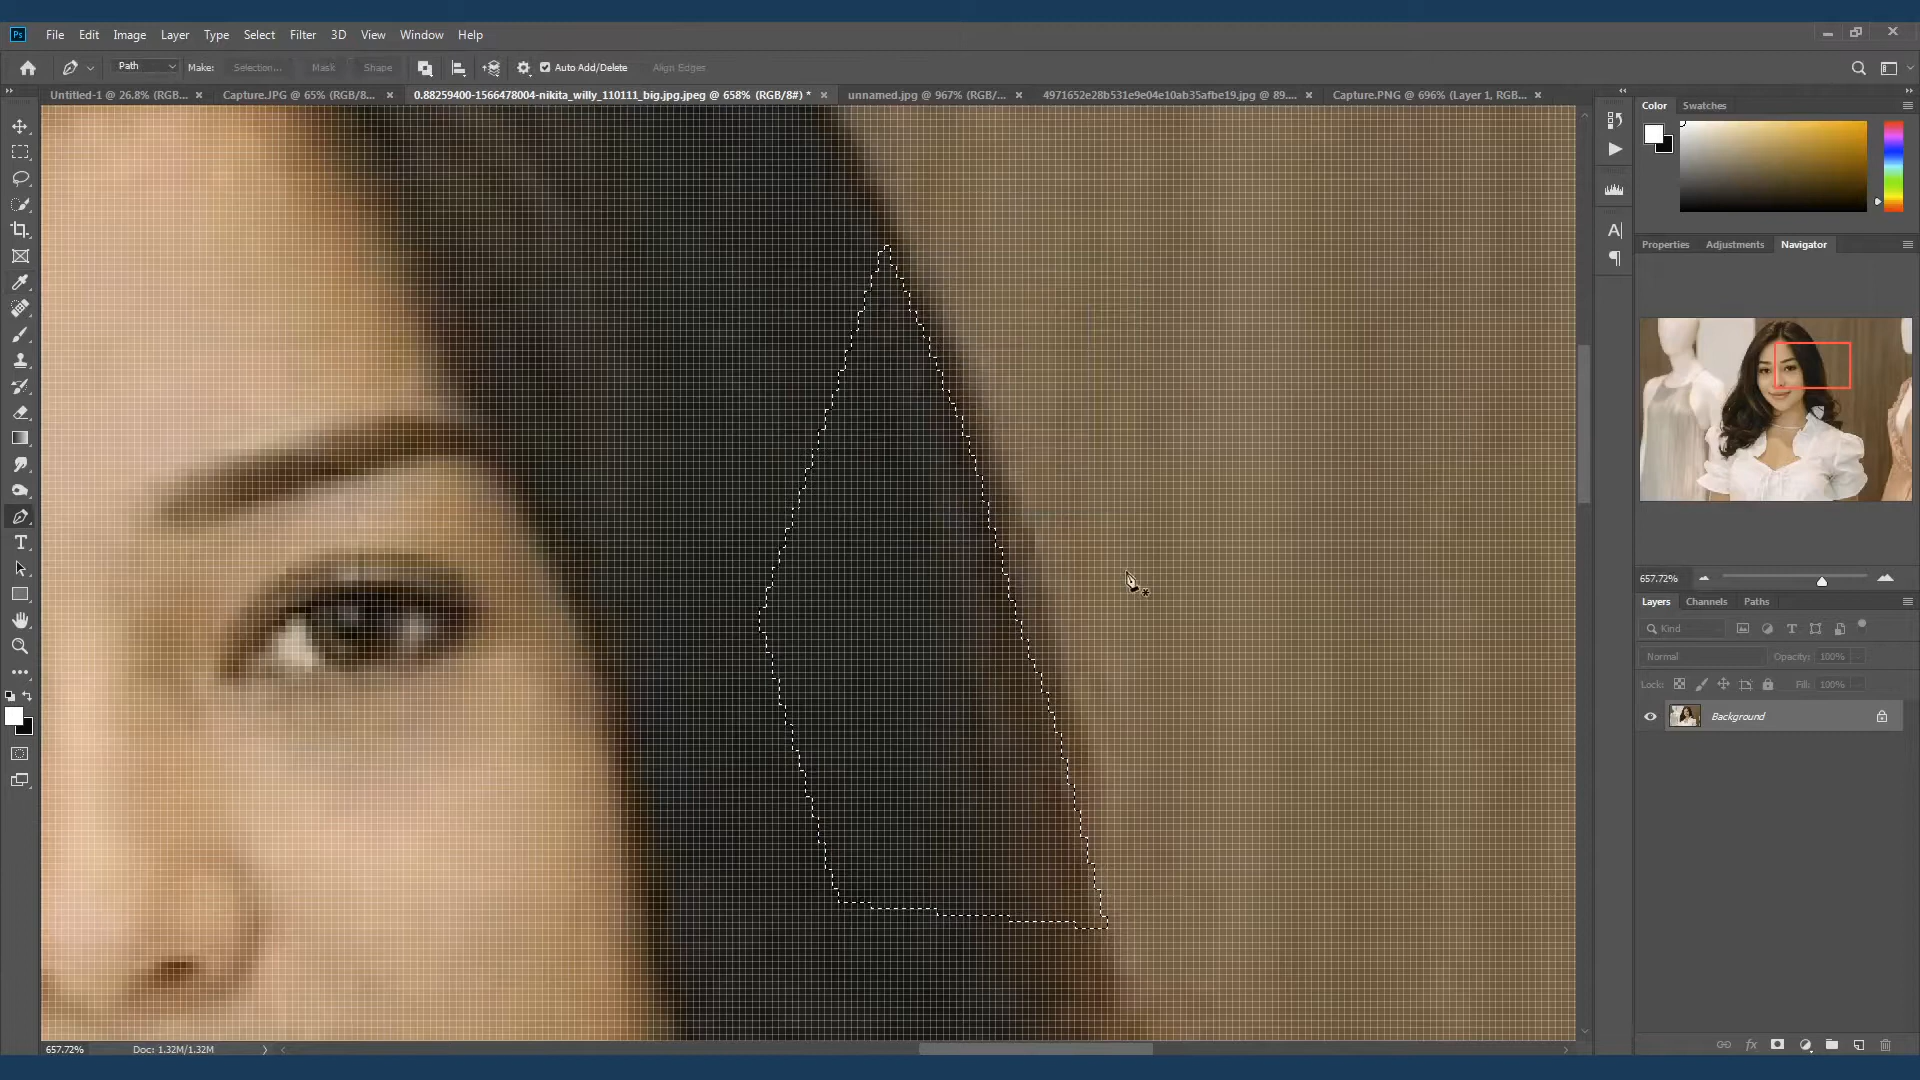 Ps File Edit Image Layer Type Select Filter 3D View Window Help
Path Make: Selection... Mask Shape Auto Add/Delete Align Edges
Untitled-1 @ 26.8% (RGB... × Capture.JPG @ 65% (RGB/8... × 0.88259400-1566478004-nikita_willy_110111_big.jpg.jpeg @ 658% (RGB/8#) * × unnamed.jpg @ 967% (RGB/... × 4971652e28b531e9e04e10ab35afbe19.jpg @ 89.... × Capture.PNG @ 696% (Layer 1, RGB... ×
Color Swatches
Properties Adjustments Navigator
657.72%
Layers Channels Paths
Kind
Normal Opacity: 100%
Lock: Fill: 100%
Background
657.72% Doc: 1.32M/1.32M